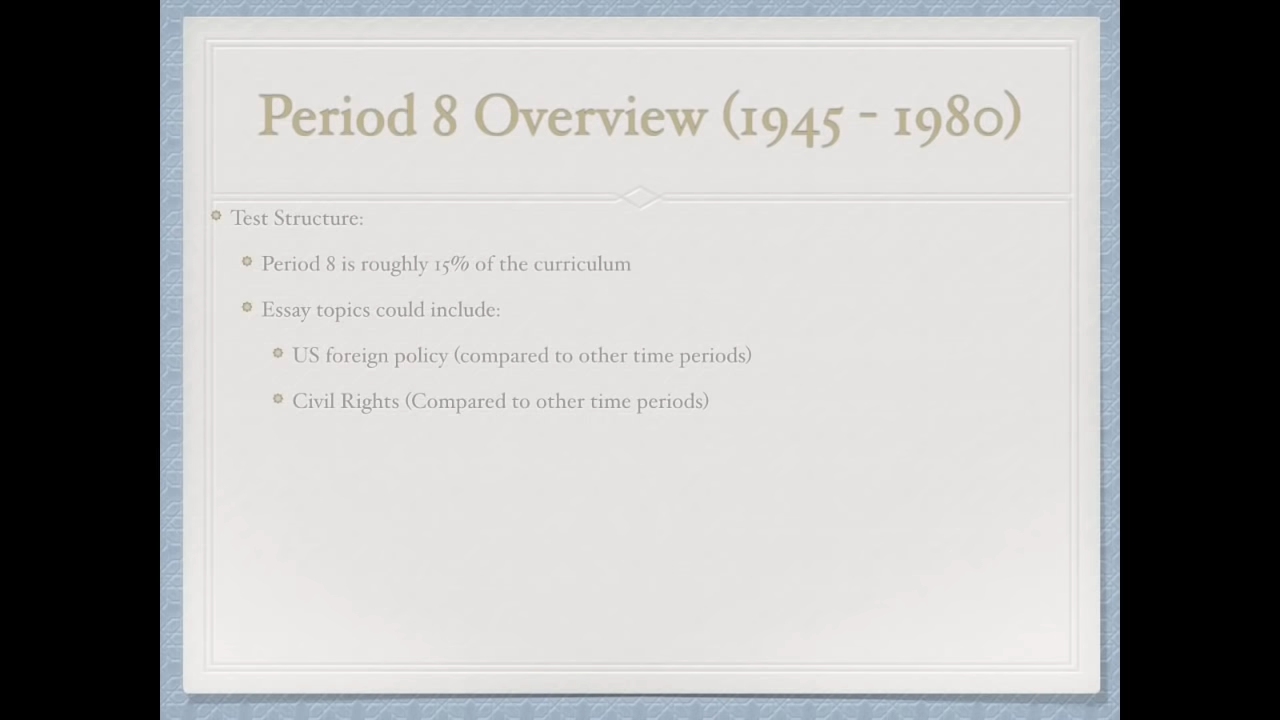 Period 8 Overview (1945 - 1980)
Test Structure:
Period 8 is roughly 15% of the curriculum
Essay topics could include:
US foreign policy (compared to other time periods)
Civil Rights (Compared to other time periods)